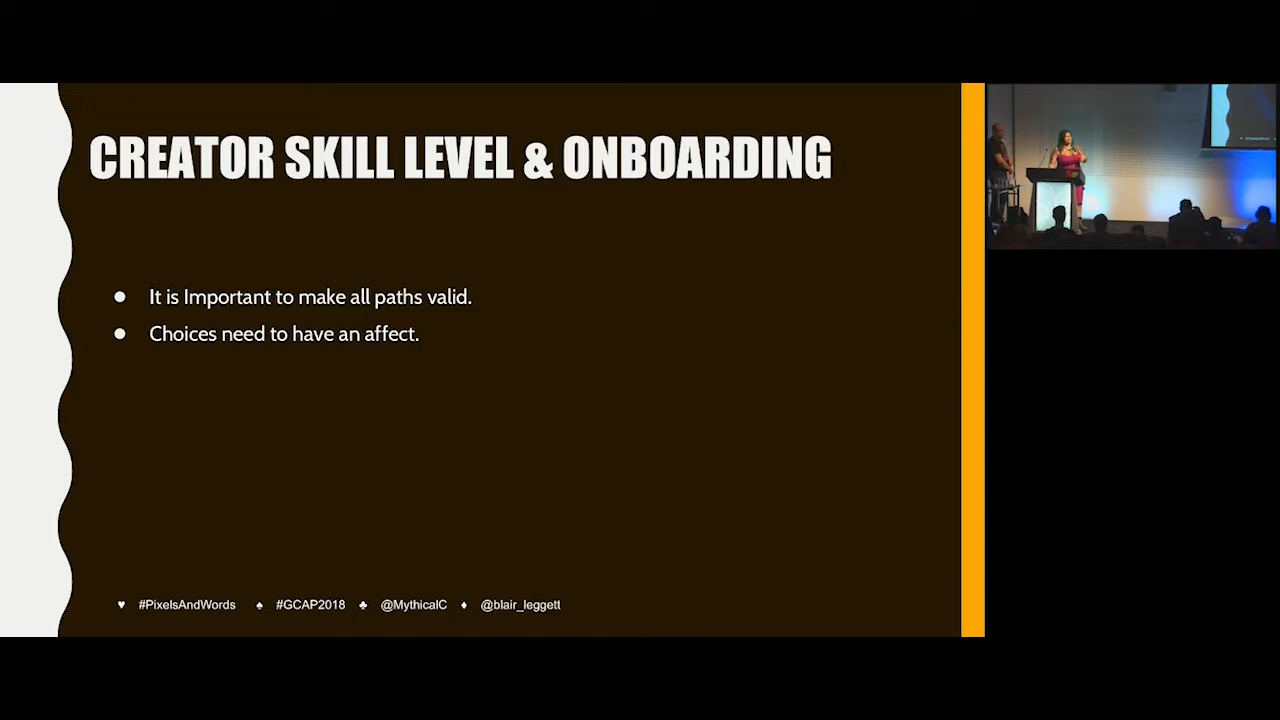 CREATOR SKILL LEVEL & ONBOARDING
● It is Important to make all paths valid.
● Choices need to have an affect.
♥ #PixelsAndWords ♠ #GCAP2018 ♣ @MythicalC ♦ @blair_leggett